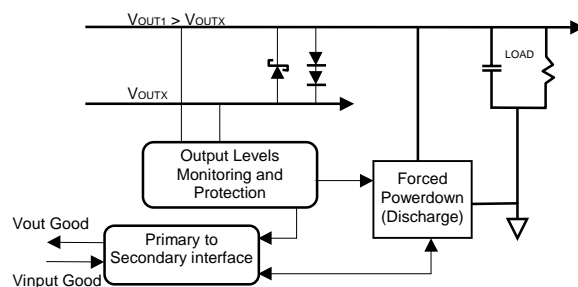 VOUT1 > VOUTX
LOAD
VOUTX
Output Levels
Monitoring and
Protection
Forced
Powerdown
(Discharge)
Vout Good
Primary to
Secondary interface
Vinput Good